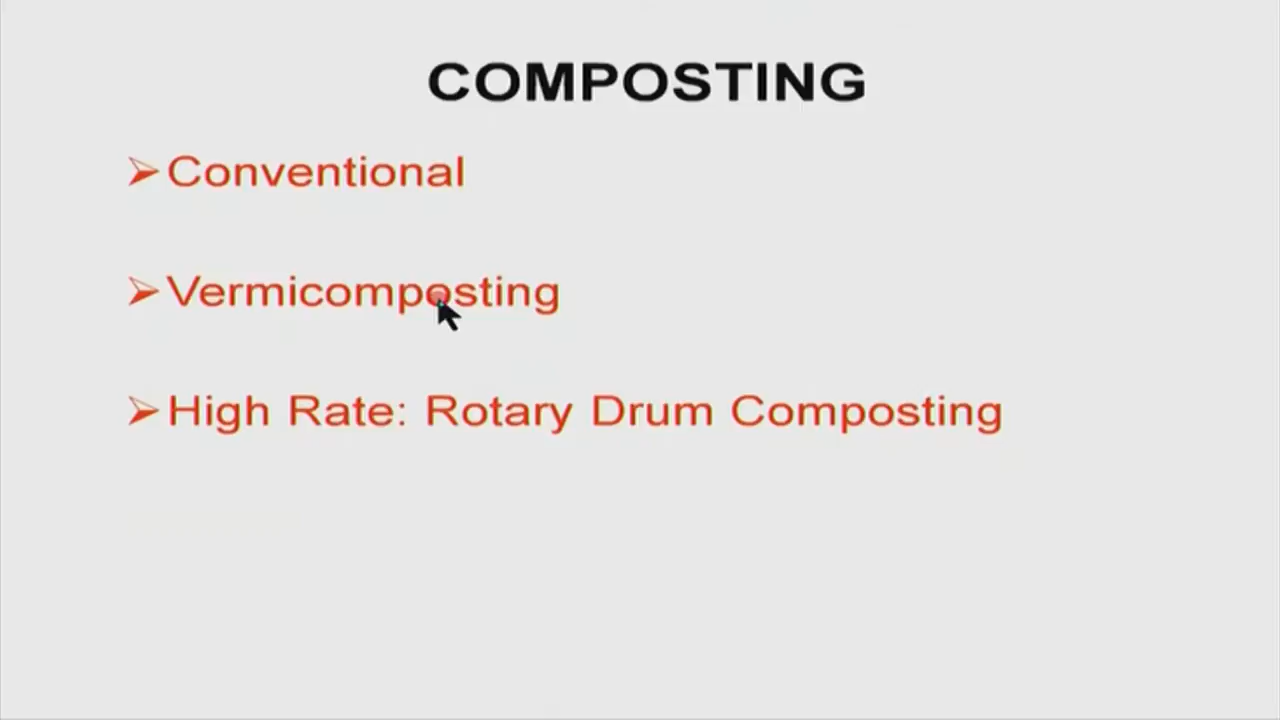 COMPOSTING
➢Conventional
➢Vermicomposting
➢High Rate: Rotary Drum Composting